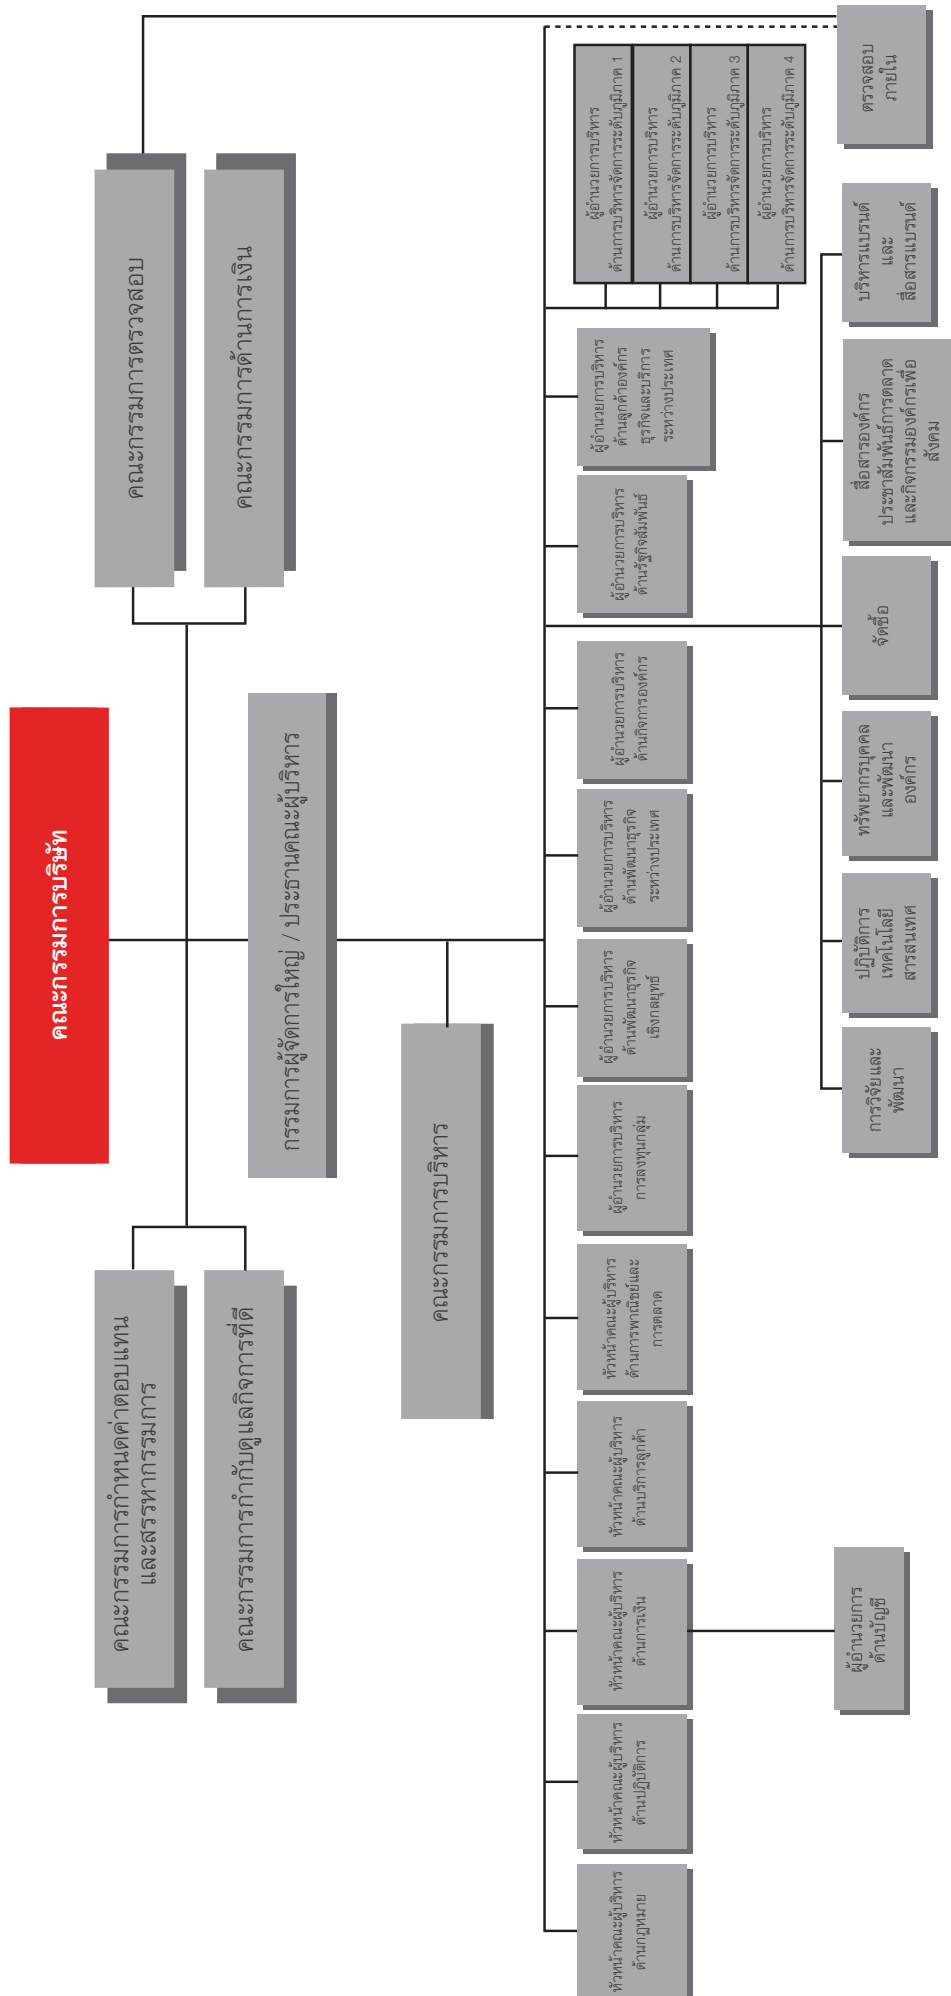 คณะกรรมการบริษัท
คณะกรรมการกำหนดค่าตอบแทน
และสรรหากรรมการ
คณะกรรมการกำกับดูแลกิจการที่ดี
คณะกรรมการตรวจสอบ
คณะกรรมการด้านการเงิน
กรรมการผู้จัดการใหญ่ / ประธานคณะผู้บริหาร
คณะกรรมการบริหาร
หัวหน้าคณะผู้บริหาร
ด้านกฎหมาย
หัวหน้าคณะผู้บริหาร
ด้านปฏิบัติการ
หัวหน้าคณะผู้บริหาร
ด้านการเงิน
หัวหน้าคณะผู้บริหาร
ด้านบริการลูกค้า
หัวหน้าคณะผู้บริหาร
ด้านการพาณิชย์และ
การตลาด
ผู้อำนวยการบริหาร
การลงทุนกลุ่ม
ผู้อำนวยการบริหาร
ด้านพัฒนาธุรกิจ
เชิงกลยุทธ์
ผู้อำนวยการบริหาร
ด้านพัฒนาธุรกิจ
ระหว่างประเทศ
ผู้อำนวยการบริหาร
ด้านกิจการองค์กร
ผู้อำนวยการบริหาร
ด้านรัฐกิจสัมพันธ์
ผู้อำนวยการบริหาร
ด้านลูกค้าองค์กร
ธุรกิจและบริการ
ระหว่างประเทศ
ผู้อำนวยการบริหาร
ด้านการบริหารจัดการระดับภูมิภาค 1
ผู้อำนวยการบริหาร
ด้านการบริหารจัดการระดับภูมิภาค 2
ผู้อำนวยการบริหาร
ด้านการบริหารจัดการระดับภูมิภาค 3
ผู้อำนวยการบริหาร
ด้านการบริหารจัดการระดับภูมิภาค 4
ผู้อำนวยการ
ด้านบัญชี
การวิจัยและ
พัฒนา
ปฏิบัติการ
เทคโนโลยี
สารสนเทศ
ทรัพยากรบุคคล
และพัฒนา
องค์กร
จัดซื้อ
สื่อสารองค์กร
ประชาสัมพันธ์การตลาด
และกิจกรรมองค์กรเพื่อ
สังคม
บริหารแบรนด์
และ
สื่อสารแบรนด์
ตรวจสอบ
ภายใน